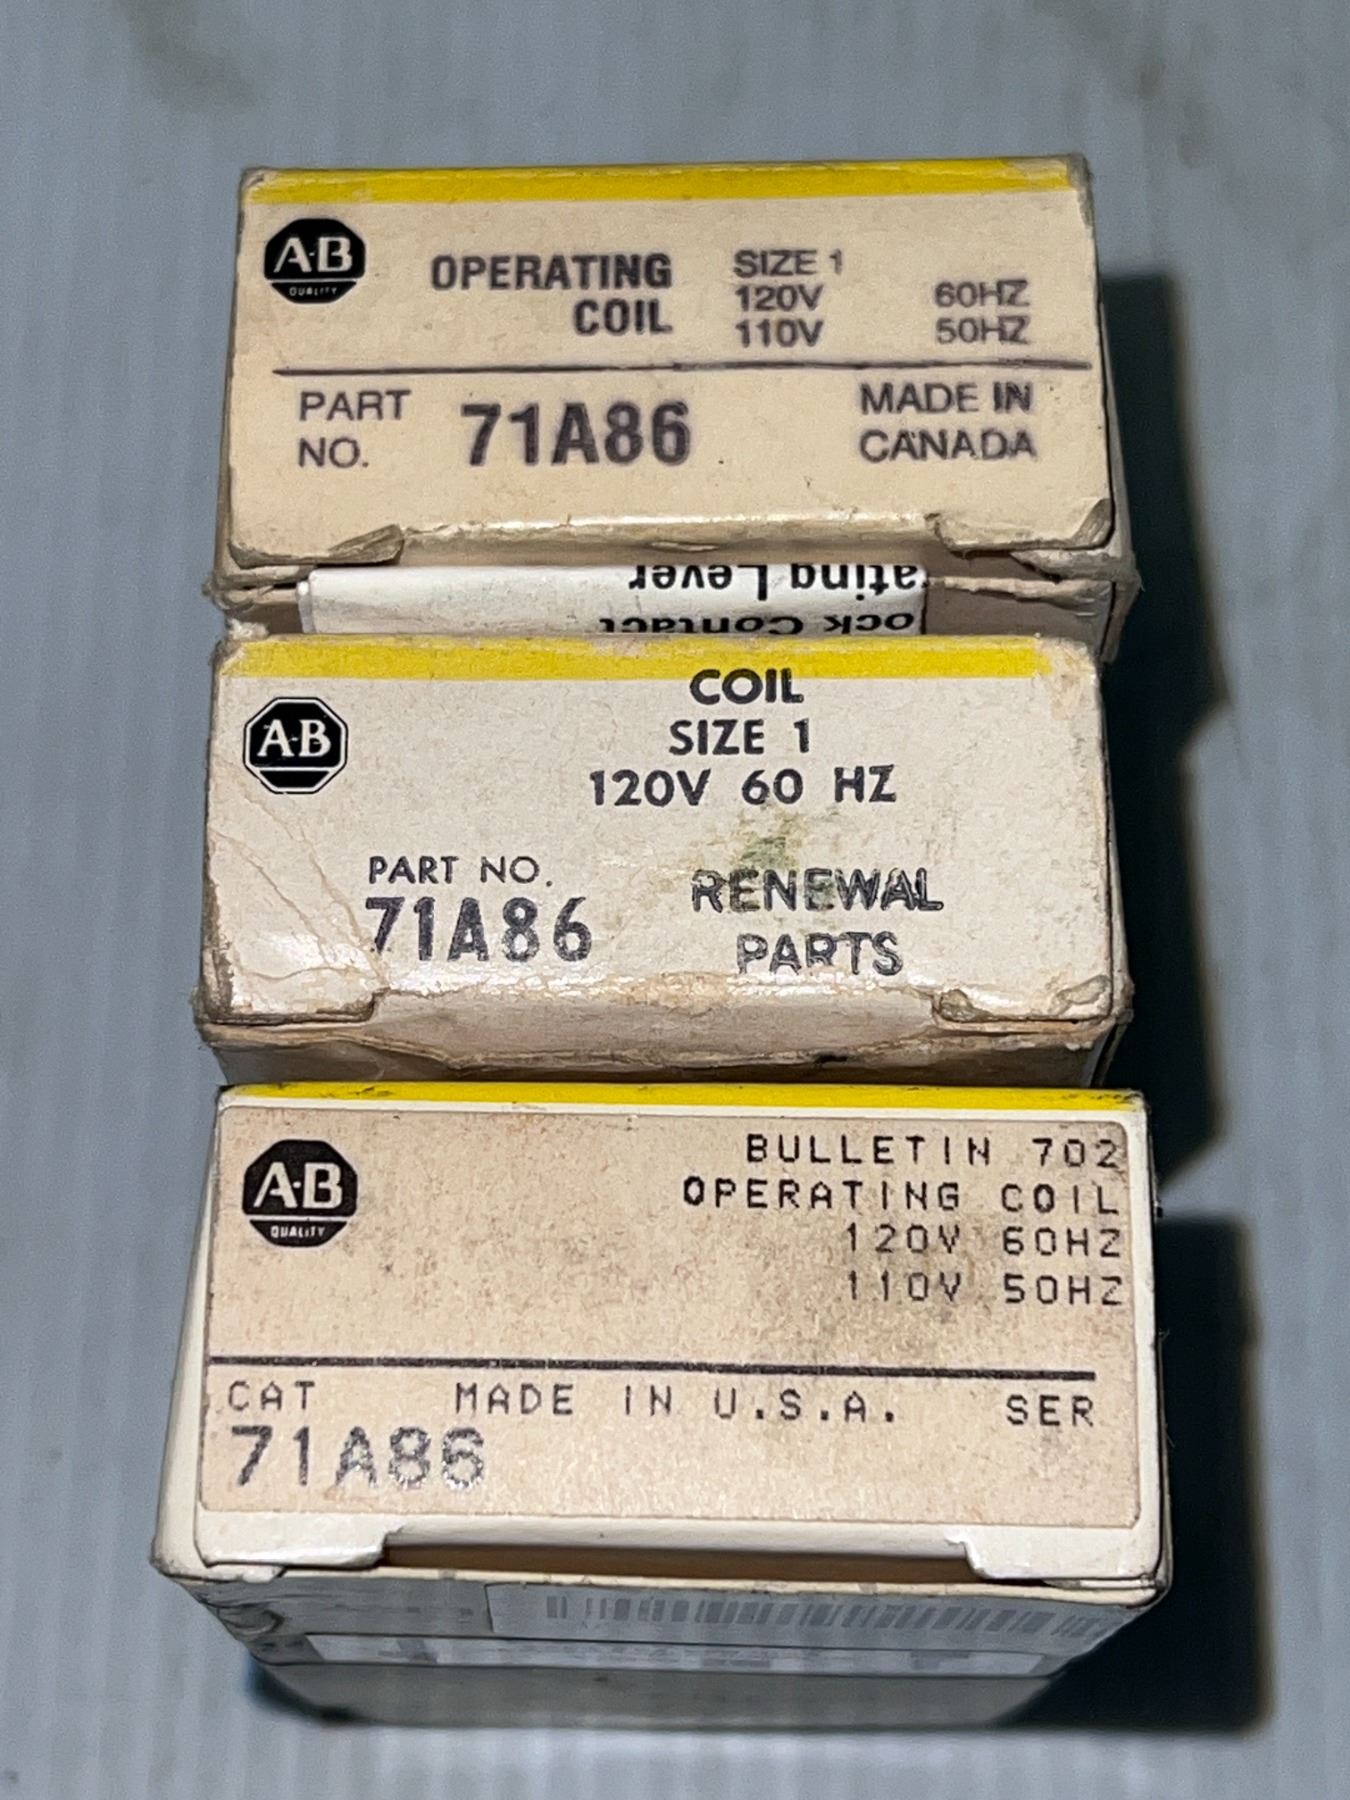 A-B
QUALITY
OPERATING
COIL
SIZE 1
120V 60HZ
110V 50HZ
PART
NO.
71A86
MADE IN
CANADA
ating Lever
ock Contact
A-B
COIL
SIZE 1
120V 60 HZ
PART NO.
71A86
RENEWAL
PARTS
A-B
QUALITY
BULLETIN 702
OPERATING COIL
120V 60HZ
110V 50HZ
CAT MADE IN U.S.A. SER
71A86